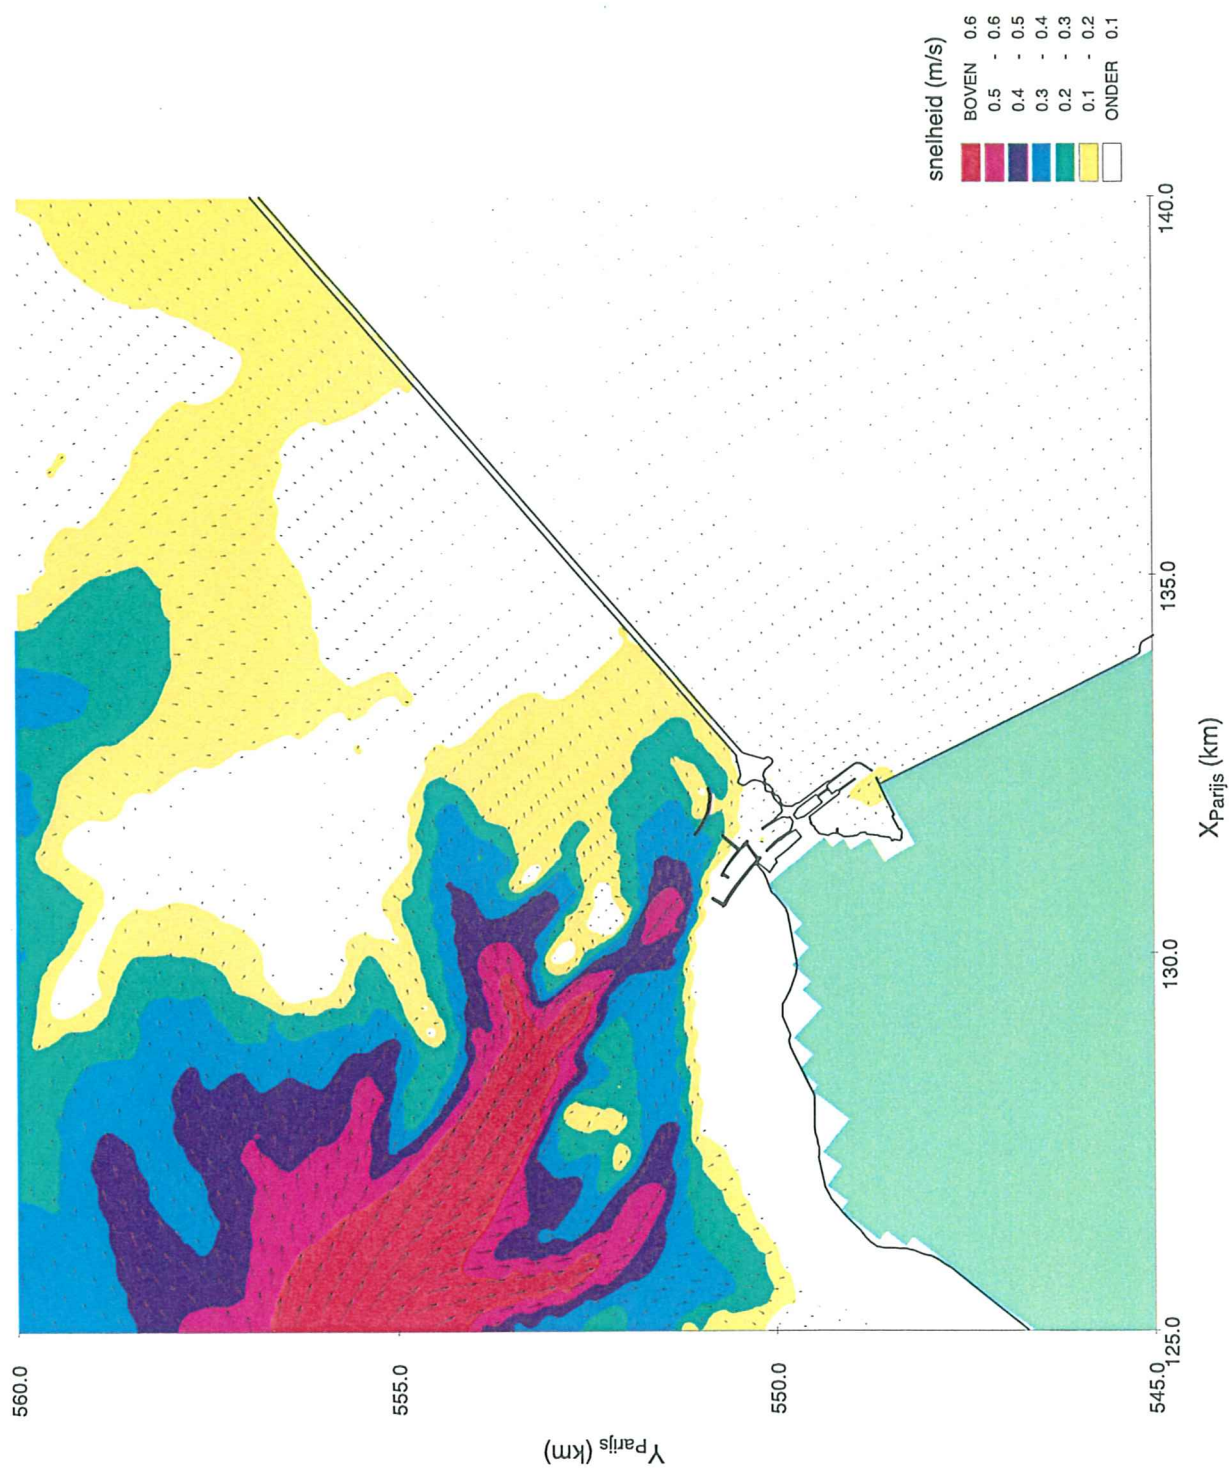 snelheid (m/s)
BOVEN 0.6
0.5 - 0.6
0.4 - 0.5
0.3 - 0.4
0.2 - 0.3
0.1 - 0.2
ONDER 0.1
560.0
555.0
550.0
545.0
Y Parijs (km)
125.0
130.0
135.0
140.0
X Parijs (km)